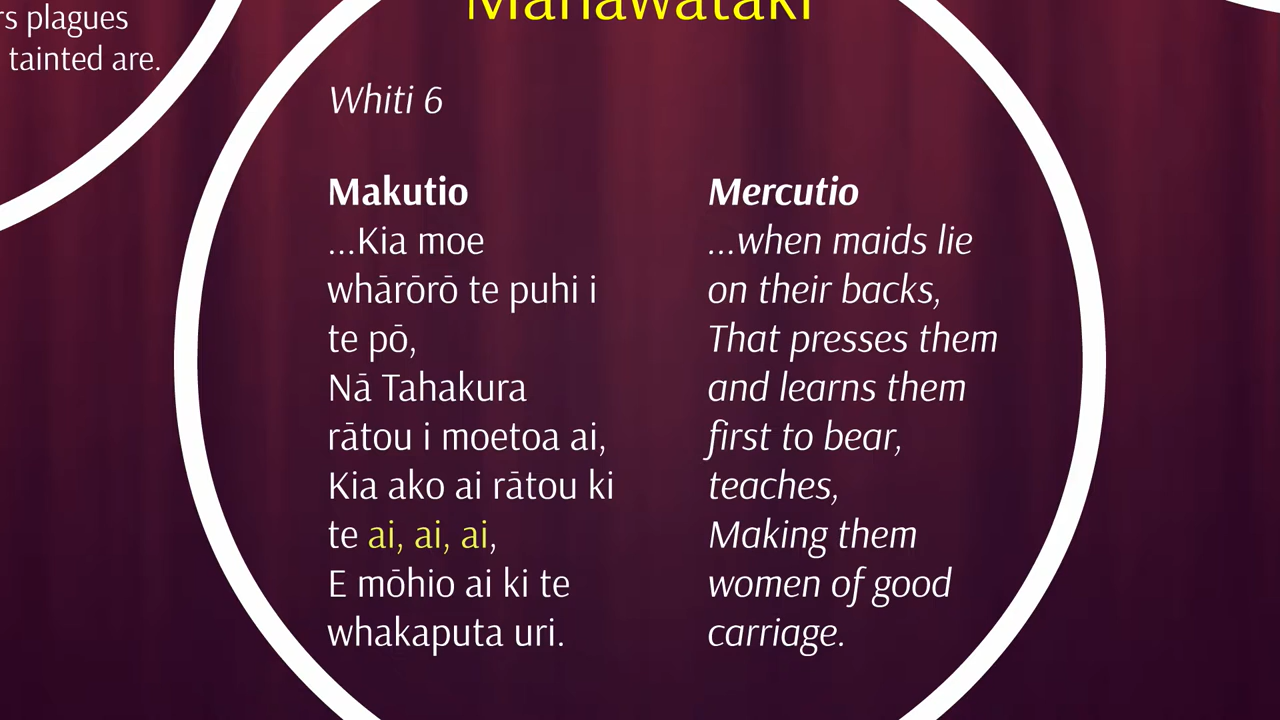 plagues
tainted are.
Manawataki
Whiti 6
Makutio
...Kia moe
whārōrō te puhi i
te pō,
Nā Tahakura
rātou i moetoa ai,
Kia ako ai rātou ki
te ai, ai, ai,
E mōhio ai ki te
whakaputa uri.
Mercutio
...when maids lie
on their backs,
That presses them
and learns them
first to bear,
teaches,
Making them
women of good
carriage.